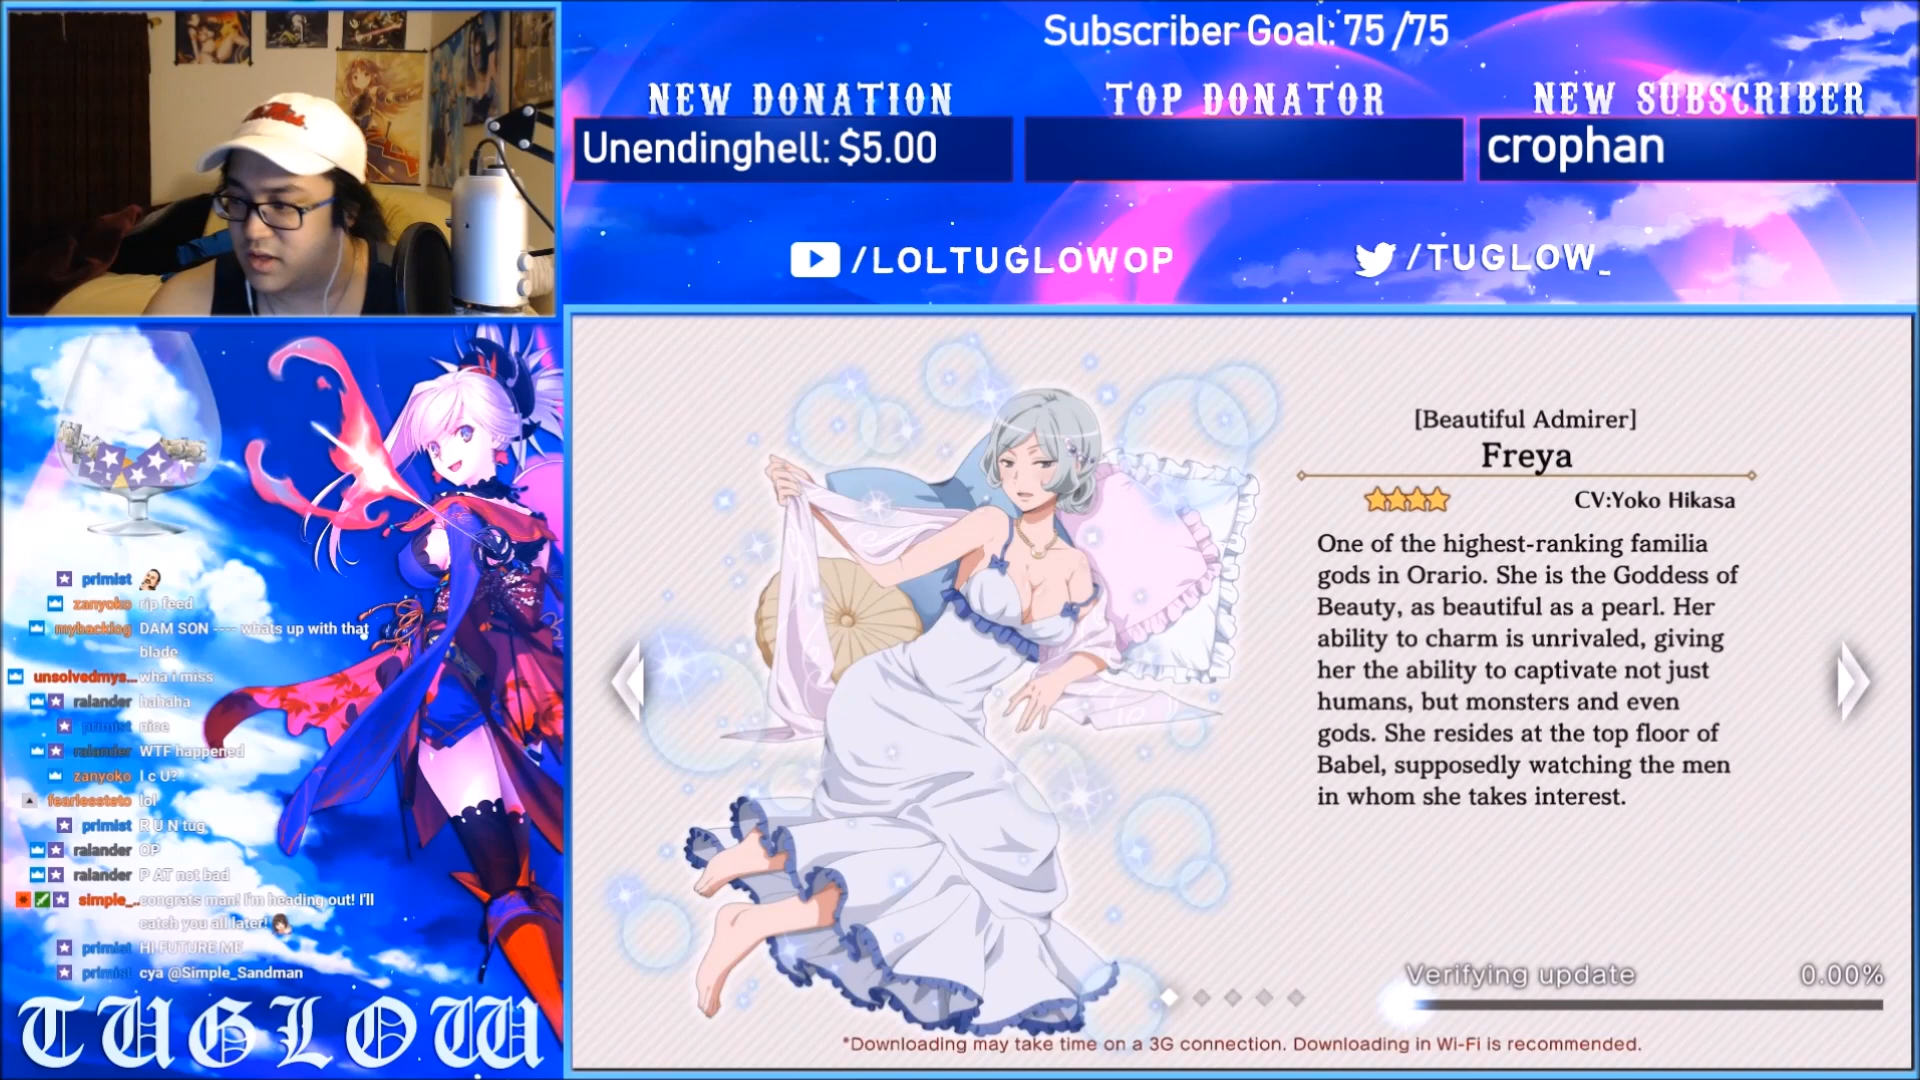 Subscriber Goal: 75 /75
NEW DONATION
TOP DONATOR
NEW SUBSCRIBER
Unendinghell: $5.00
crophan
/LOLTUGLOWOP
/TUGLOW_
[Beautiful Admirer]
Freya
CV:Yoko Hikasa
One of the highest-ranking familia
gods in Orario. She is the Goddess of
Beauty, as beautiful as a pearl. Her
ability to charm is unrivaled, giving
her the ability to captivate not just
humans, but monsters and even
gods. She resides at the top floor of
Babel, supposedly watching the men
in whom she takes interest.
Verifying update 0.00%
*Downloading may take time on a 3G connection. Downloading in Wi-Fi is recommended.
primist
zanyoko rip feed
mybacklog DAM SON ---- whats up with that
blade
unsolvedmys... wha i miss
ralander hahaha
primist nice
ralander WTF happened
zanyoko I c U?
fearlesstato lol
primist R U N tug
ralander OP
ralander P AT not bad
simple_... congrats man! I'm heading out! I'll
catch you all later!
primist HI FUTURE ME
primist cya @Simple_Sandman
TUGLOW